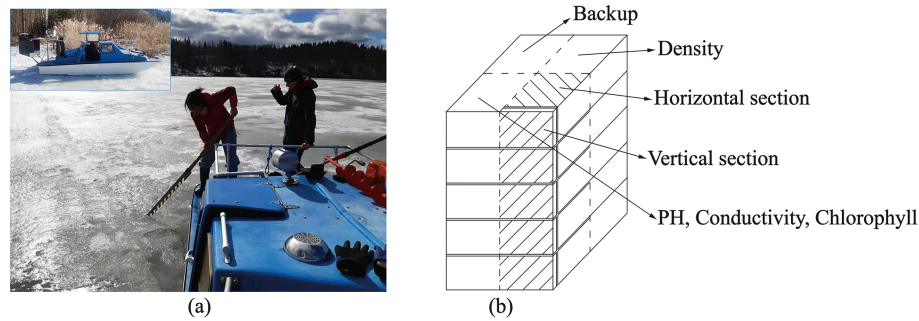 Backup
Density
Horizontal section
Vertical section
PH, Conductivity, Chlorophyll
(a)
(b)